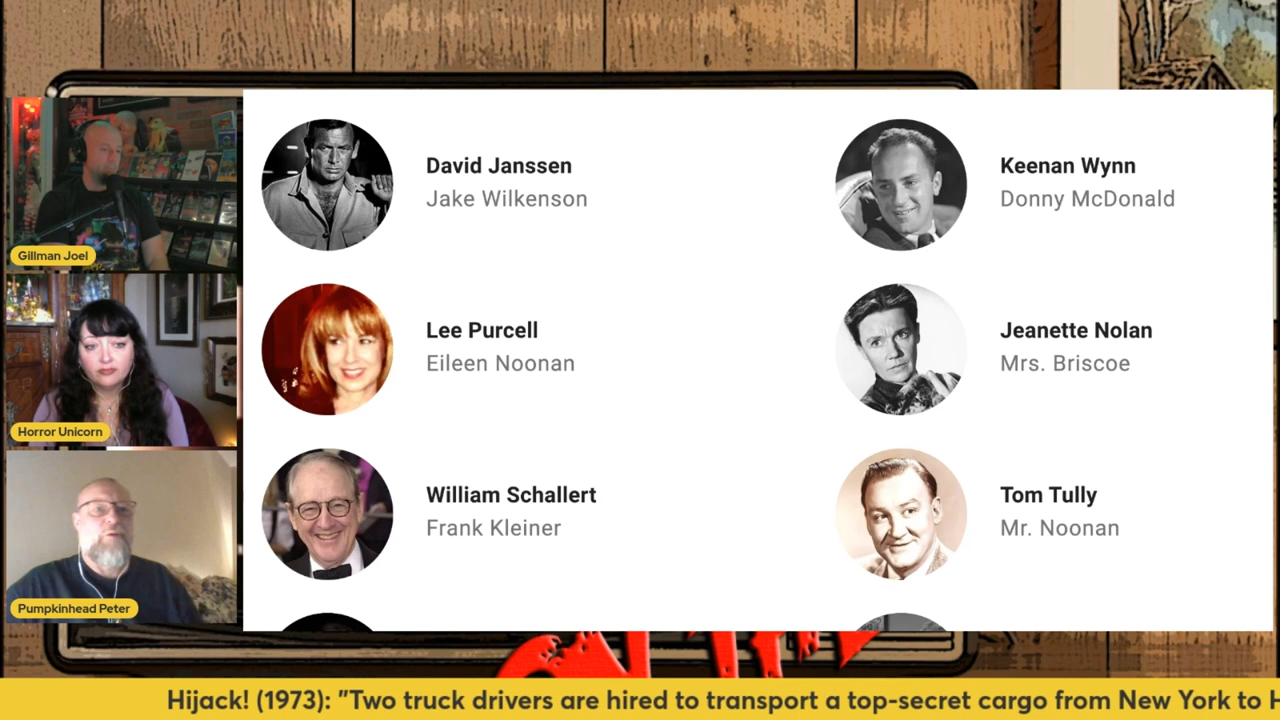 David Janssen
Jake Wilkenson
Keenan Wynn
Donny McDonald
Lee Purcell
Eileen Noonan
Jeanette Nolan
Mrs. Briscoe
William Schallert
Frank Kleiner
Tom Tully
Mr. Noonan
Gillman Joel
Horror Unicorn
Pumpkinhead Peter
Hijack! (1973): "Two truck drivers are hired to transport a top-secret cargo from New York to H